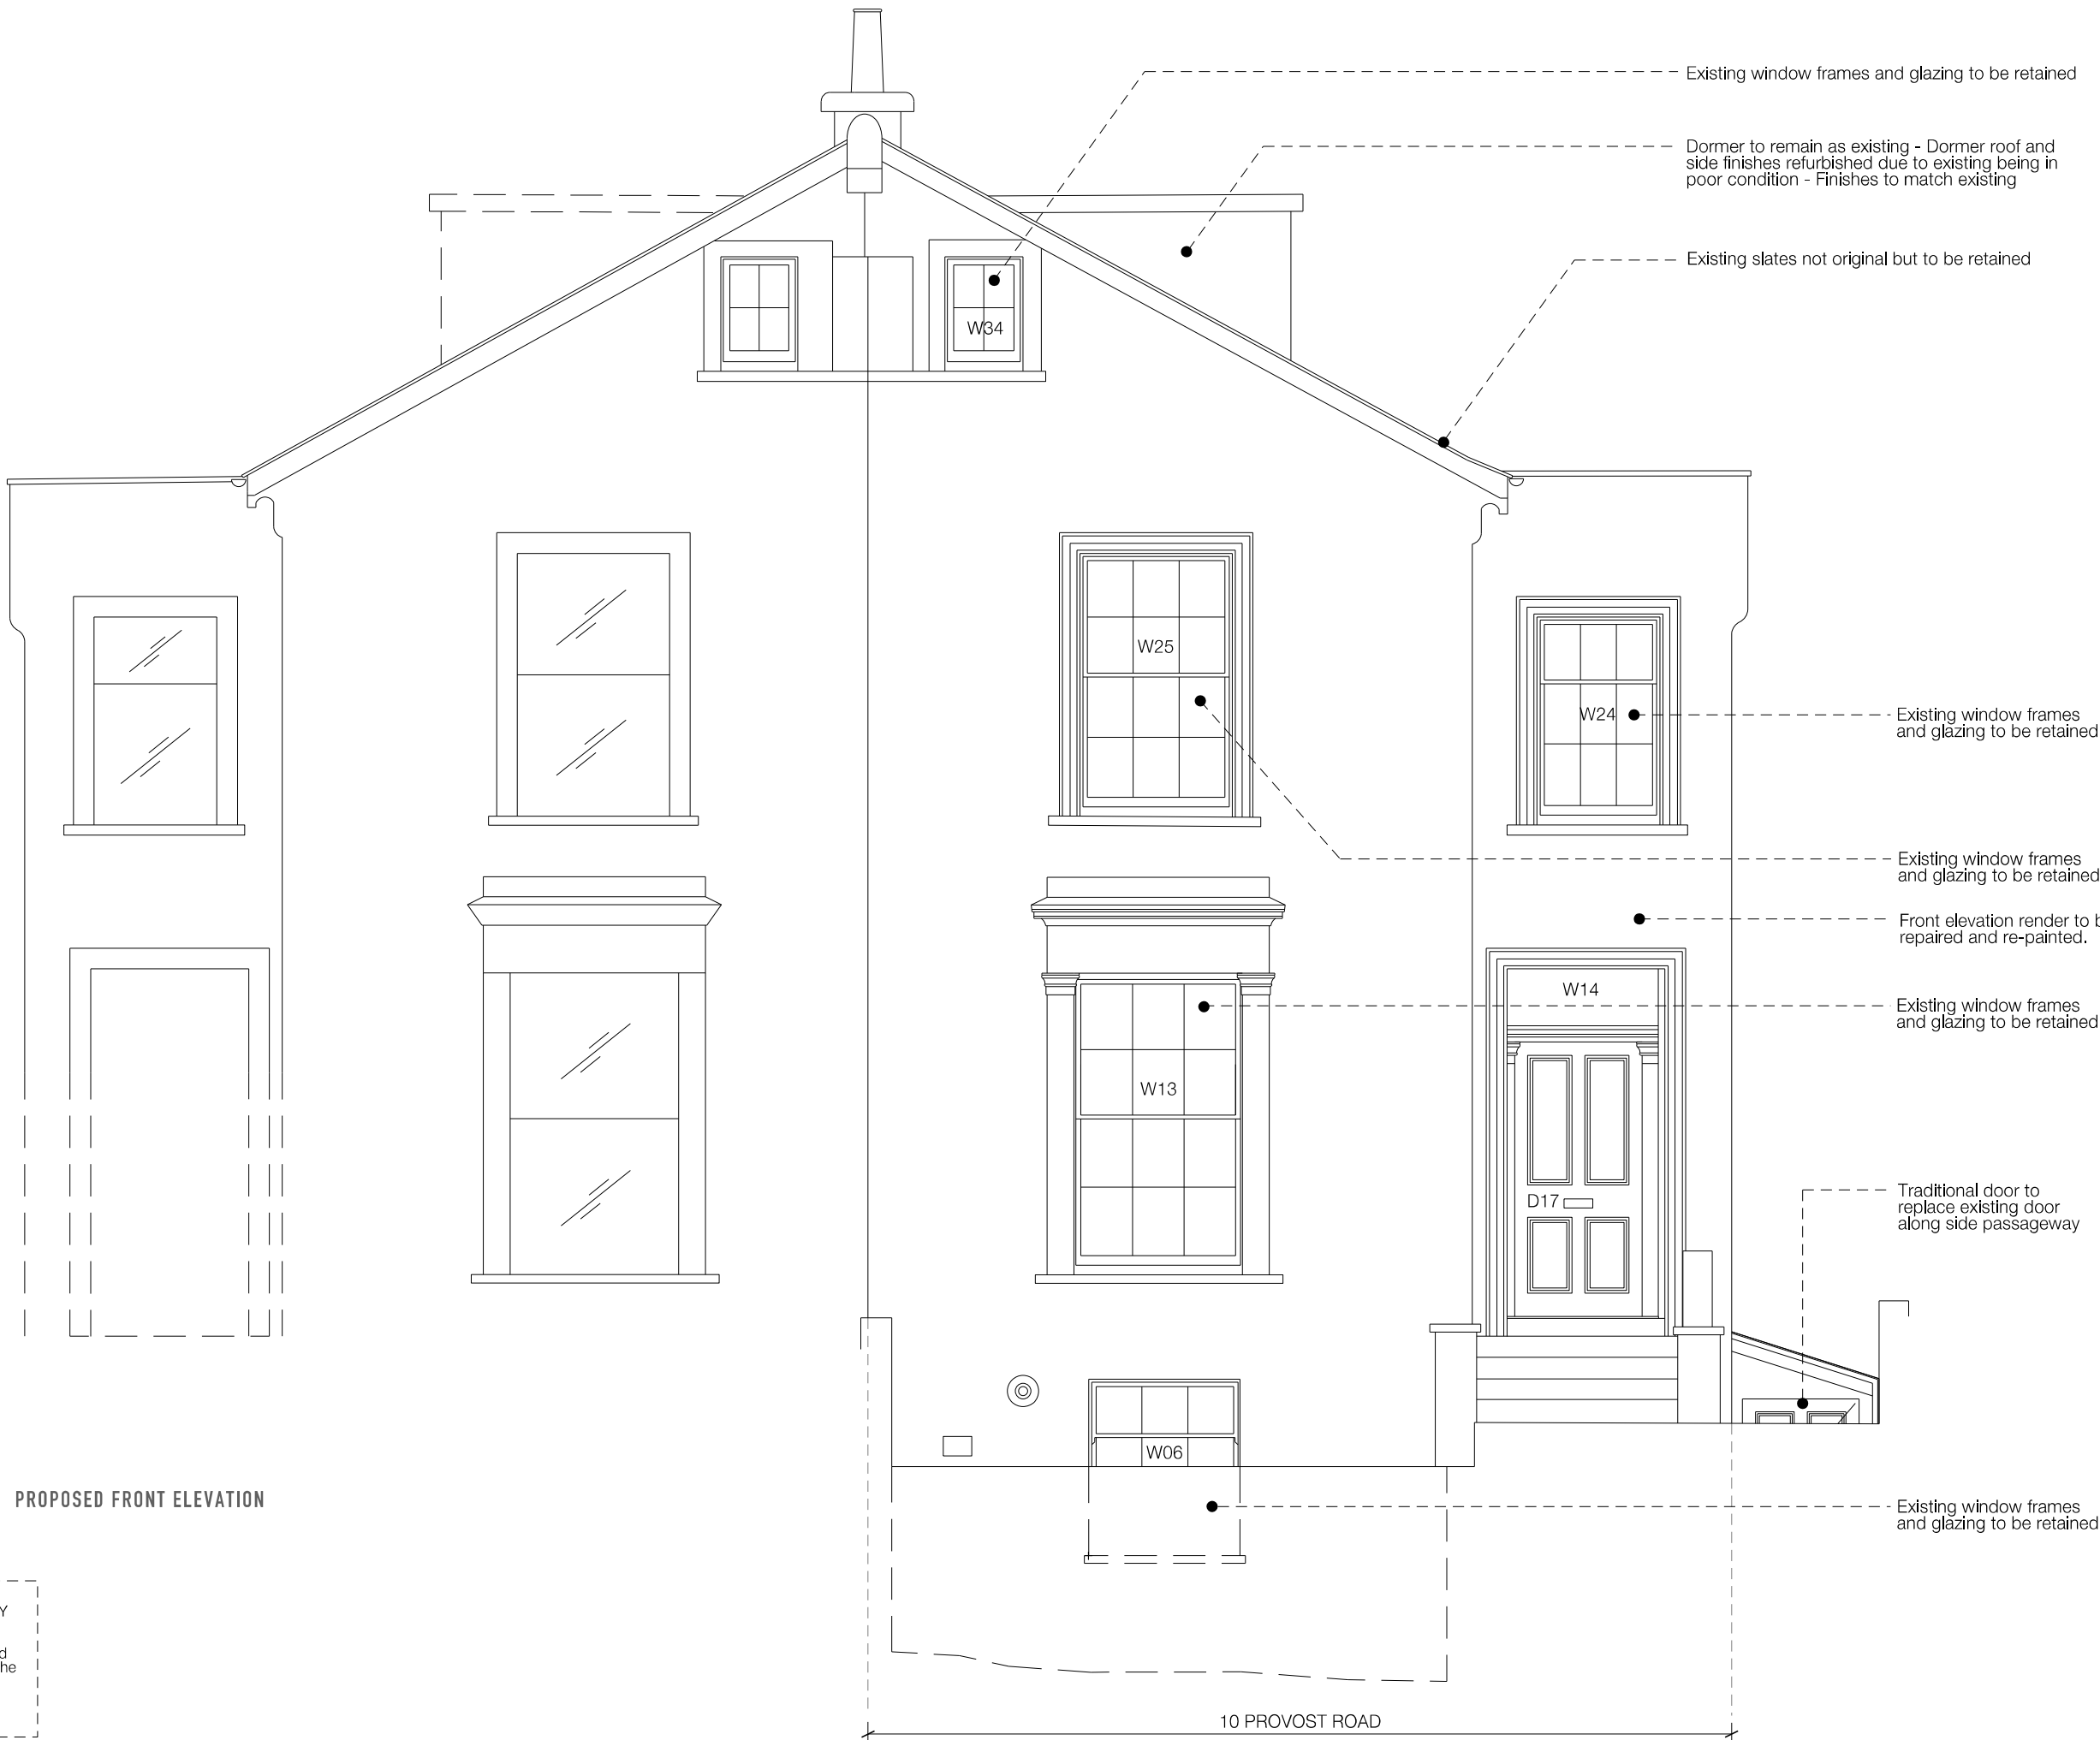 Existing window frames and glazing to be retained
Dormer to remain as existing - Dormer roof and
side finishes refurbished due to existing being in
poor condition - Finishes to match existing
Existing slates not original but to be retained
W34
W25
W24
Existing window frames
and glazing to be retained
Existing window frames
and glazing to be retained
Front elevation render to b
repaired and re-painted.
W14
Existing window frames
and glazing to be retained
W13
D17
Traditional door to
replace existing door
along side passageway
W06
PROPOSED FRONT ELEVATION
Existing window frames
and glazing to be retained
Y
d
he
10 PROVOST ROAD